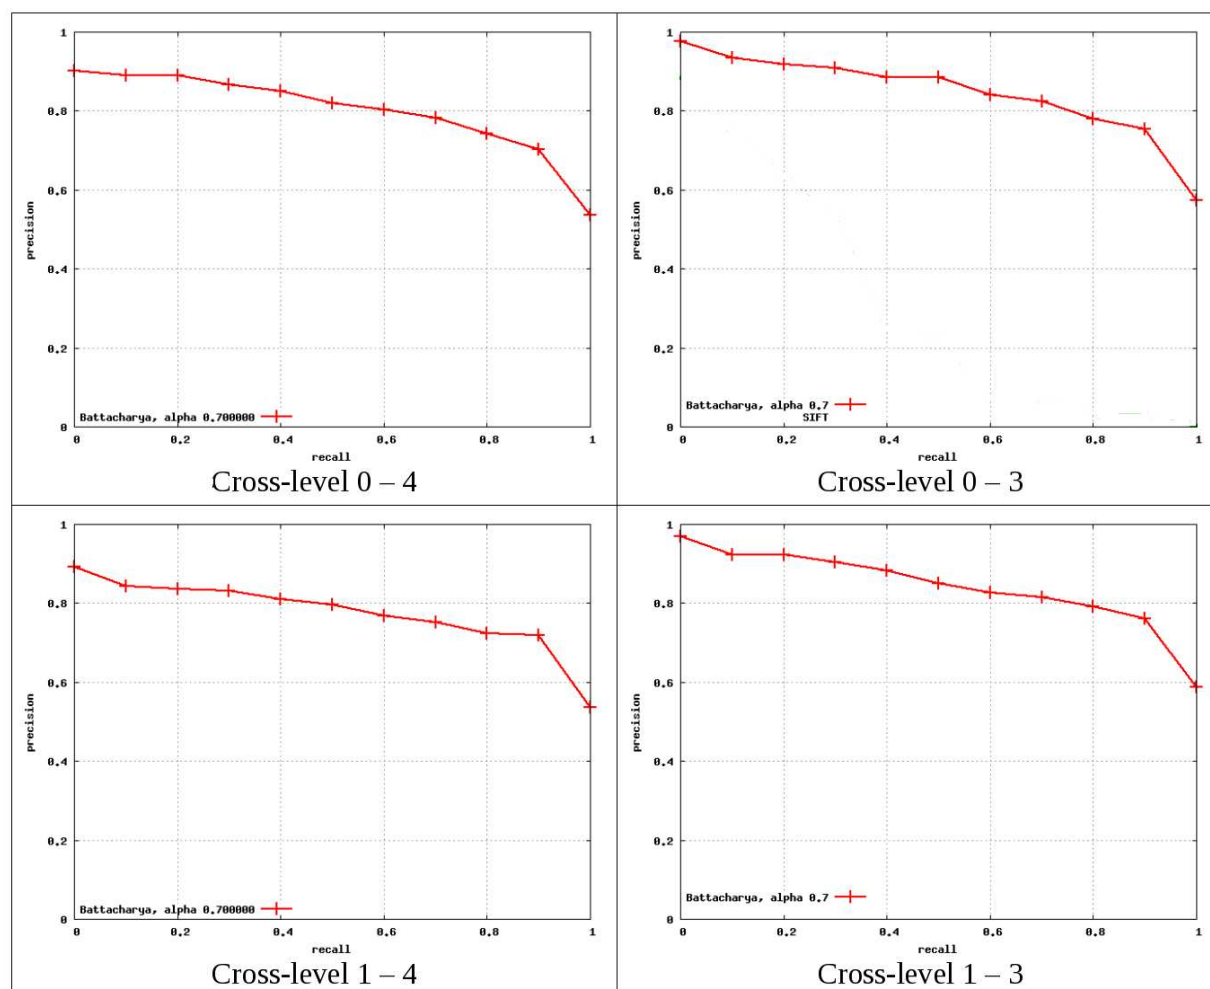 1
0.8
0.6
0.4
0.2
0
precision
Battacharya, alpha 0.700000
0 0.2 0.4 0.6 0.8 1
recall
Cross-level 0 – 4
1
0.8
0.6
0.4
0.2
0
precision
Battacharya, alpha 0.7
SIFT
0 0.2 0.4 0.6 0.8 1
recall
Cross-level 0 – 3
1
0.8
0.6
0.4
0.2
0
precision
Battacharya, alpha 0.700000
0 0.2 0.4 0.6 0.8 1
recall
Cross-level 1 – 4
1
0.8
0.6
0.4
0.2
0
precision
Battacharya, alpha 0.7
0 0.2 0.4 0.6 0.8 1
recall
Cross-level 1 – 3